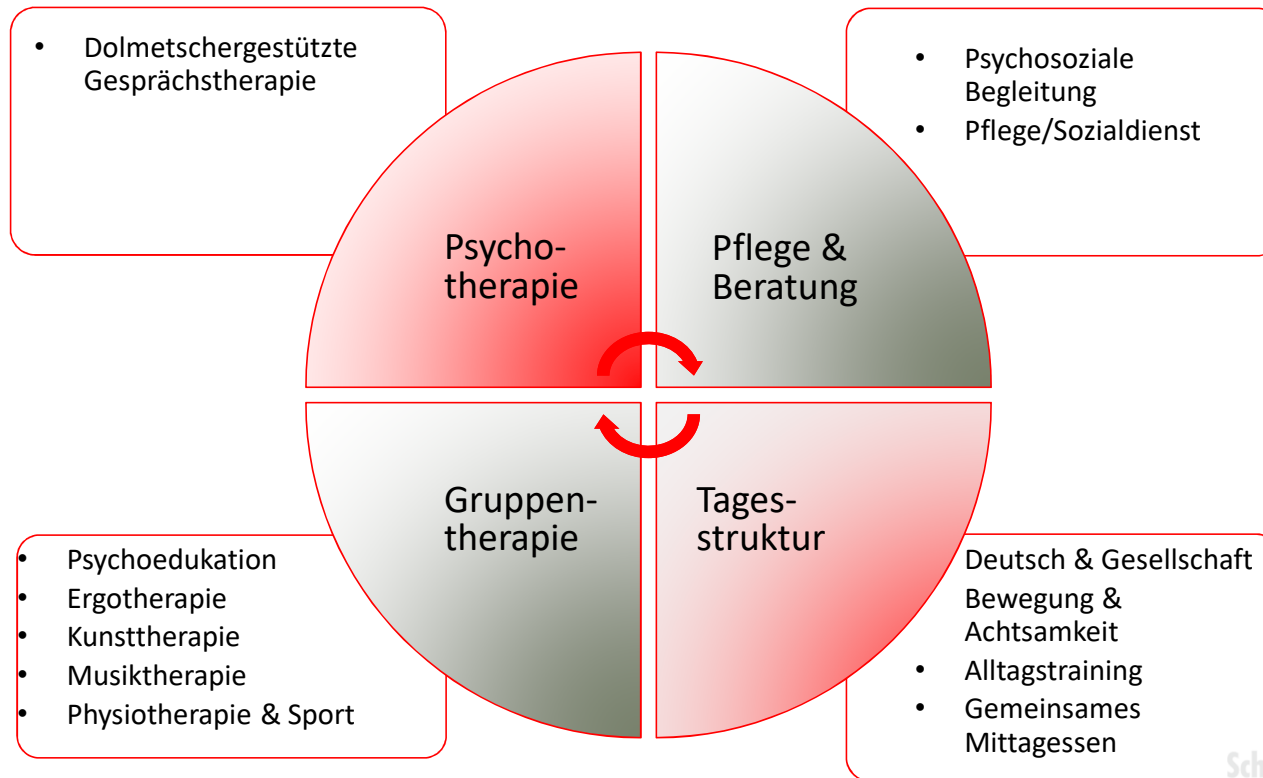 • Dolmetschergestützte
Gesprächstherapie
• Psychosoziale
Begleitung
• Pflege/Sozialdienst
Psycho-
therapie
Pflege &
Beratung
Gruppen-
therapie
Tages-
struktur
• Psychoedukation
• Ergotherapie
• Kunsttherapie
• Musiktherapie
• Physiotherapie & Sport
Deutsch & Gesellschaft
Bewegung &
Achtsamkeit
• Alltagstraining
• Gemeinsames
Mittagessen
Sch